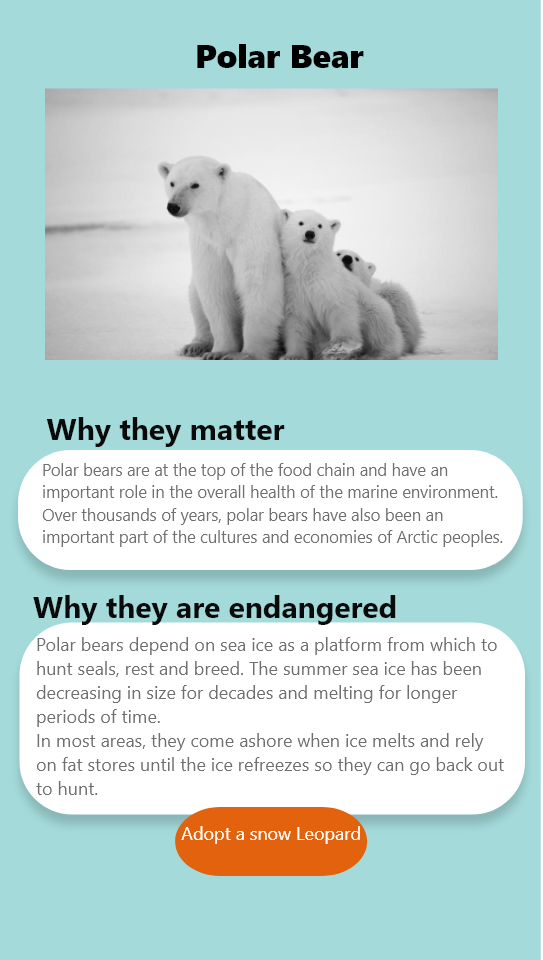 Polar Bear
Why they matter
Polar bears are at the top of the food chain and have an
important role in the overall health of the marine environment.
Over thousands of years, polar bears have also been an
important part of the cultures and economies of Arctic peoples.
Why they are endangered
Polar bears depend on sea ice as a platform from which to
hunt seals, rest and breed. The summer sea ice has been
decreasing in size for decades and melting for longer
periods of time.
In most areas, they come ashore when ice melts and rely
on fat stores until the ice refreezes so they can go back out
to hunt.
Adopt a snow Leopard